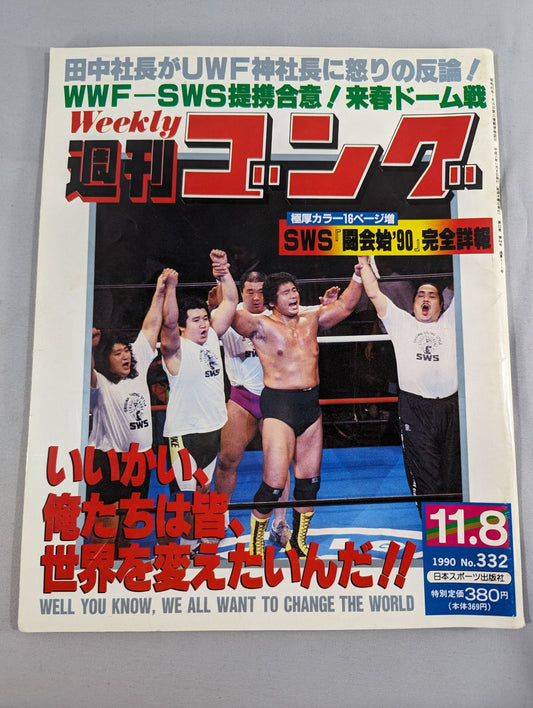 田中社長がUWF神社長に怒りの反論!
WWF—SWS提携合意!来春ドーム戦
Weekly
週刊ゴング
極厚カラー16ページ増
SWS『闘会始'90』完全詳報
SWS
SWS
SWS
いいかい、
俺たちは皆、
世界を変えたいんだ!!
WELL YOU KNOW, WE ALL WANT TO CHANGE THE WORLD
11.8
1990 No.332
日本スポーツ出版社
特別定価380円
(本体369円)